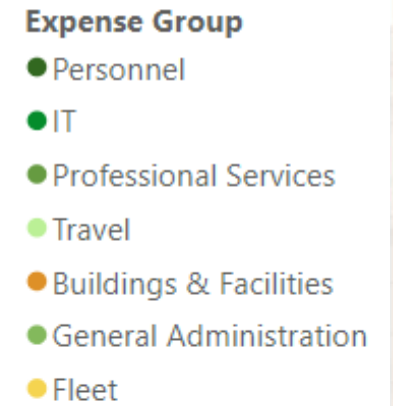 Expense Group
Personnel
IT
Professional Services
Travel
Buildings & Facilities
General Administration
Fleet